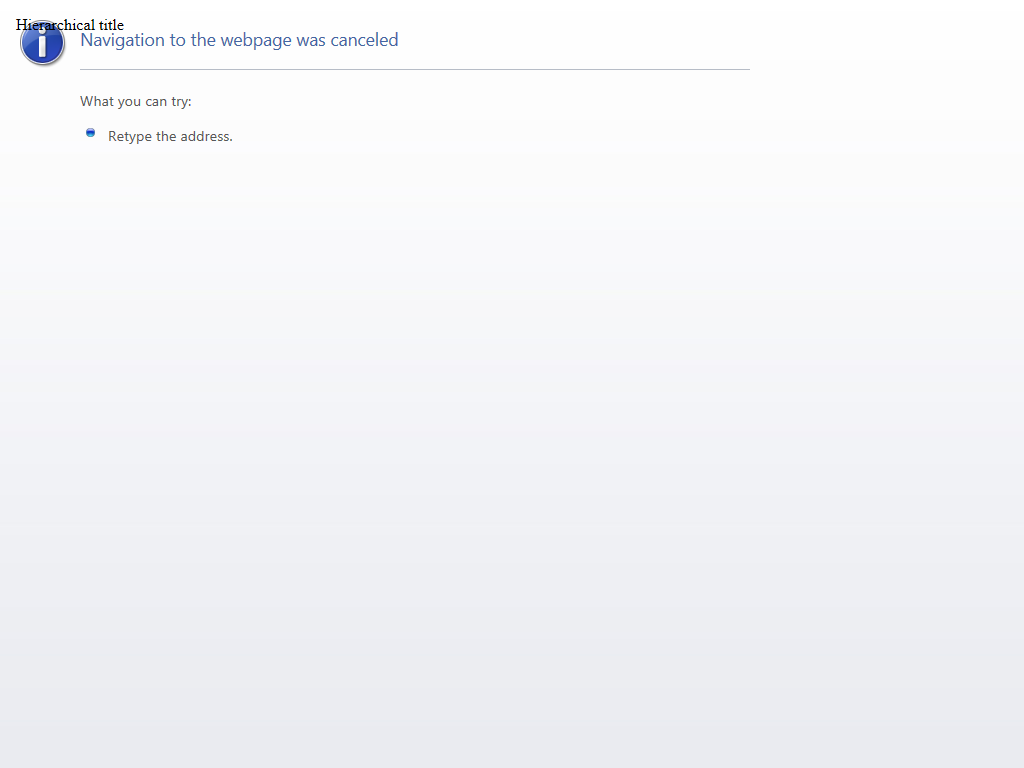 Hierarchical title
Navigation to the webpage was canceled
What you can try:
Retype the address.